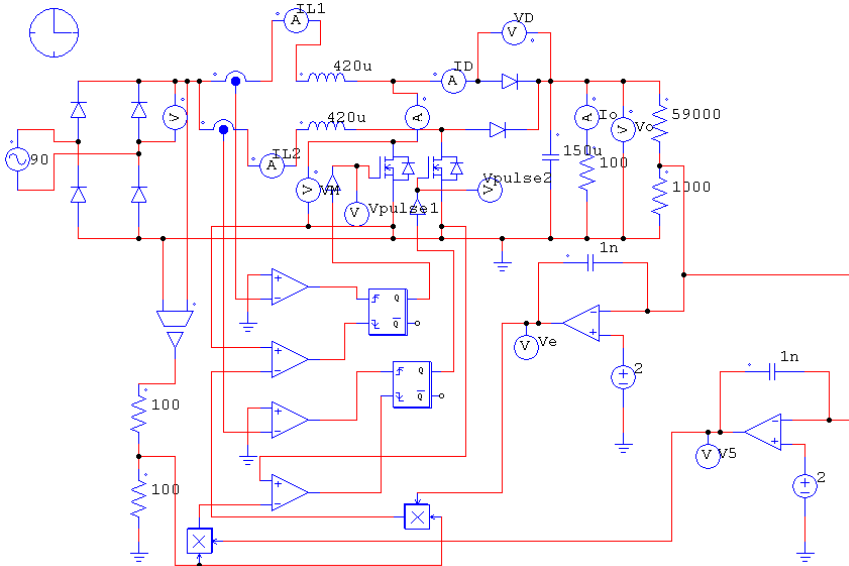 IL1
VD
A
V
420u
ID
A
V
420u
A
Io
A
V
Vo
59000
90
A
IL2
150u
100
1000
V
VM
V
Vpulse1
V
Vpulse2
1n
Q
Q
V
Ve
2
Q
Q
1n
100
100
V
V5
2